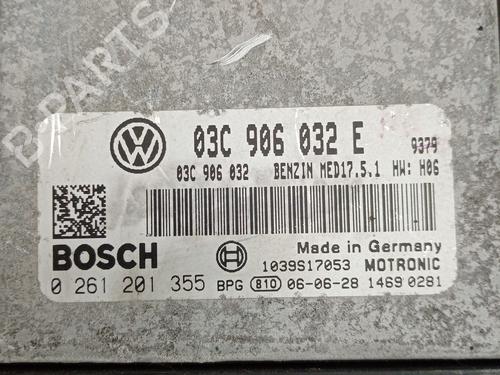 03C 906 032 E 9379
03C 906 032 BENZIN MED17.5.1 HW: H06
BOSCH
Made in Germany
1039S17053 MOTRONIC
0 261 201 355 BPG 810 06-06-28 1469 0281